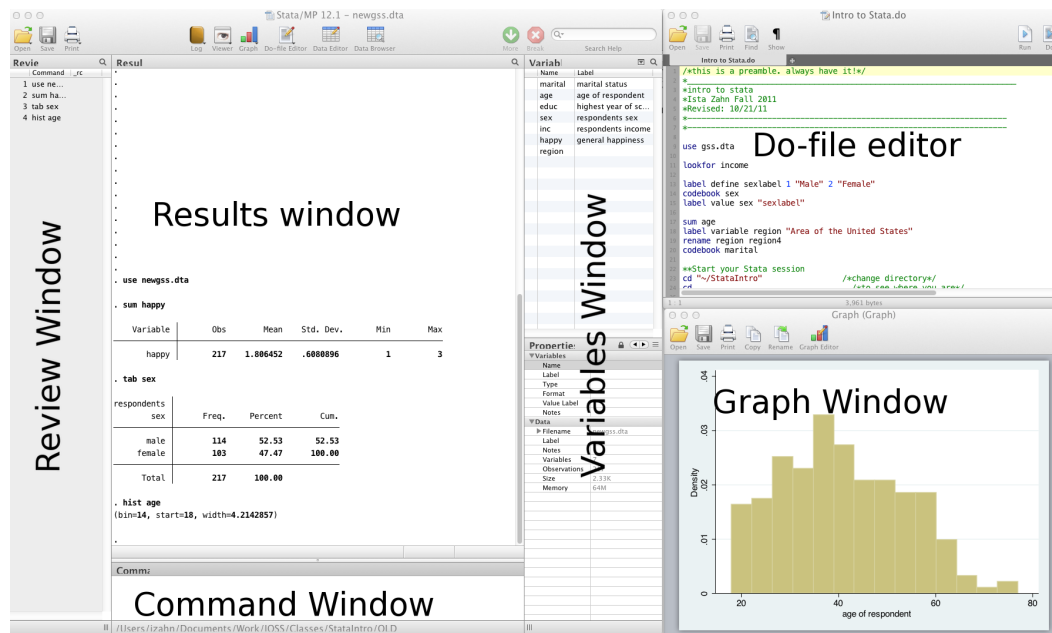 Stata/MP 12.1 – newgss.dta
Open Save Print Log Viewer Graph Do-file Editor Data Editor Data Browser More Break Search Help
Revie
Command _rc
1 use ne...
2 sum ha...
3 tab sex
4 hist age
Review Window
Resul
Results window
. use newgss.dta
. sum happy
Variable Obs Mean Std. Dev. Min Max
happy 217 1.806452 .6080896 1 3
. tab sex
respondents
sex Freq. Percent Cum.
male 114 52.53 52.53
female 103 47.47 100.00
Total 217 100.00
. hist age
(bin=14, start=18, width=4.2142857)
.
Comma
Command Window
/Users/izahn/Documents/Work/IQSS/Classes/StataIntro/OLD
Variabl
Name Label
marital marital status
age age of respondent
educ highest year of sc...
sex respondents sex
inc respondents income
happy general happiness
region
Variables Window
Propertie
Variables
Name
Label
Type
Format
Value Label
Notes
Data
Filename newgss.dta
Label
Notes
Variables
Observations
Size 2.33K
Memory 64M
Intro to Stata.do
Open Save Print Find Show Run
Intro to Stata.do
/*this is a preamble. always have it!*/
*intro to stata
*Ista Zahn Fall 2011
*Revised: 10/21/11
use gss.dta
Do-file editor
lookfor income
label define sexlabel 1 "Male" 2 "Female"
codebook sex
label value sex "sexlabel"
sum age
label variable region "Area of the United States"
rename region region4
codebook marital
**Start your Stata session
cd "~/StataIntro" /*change directory*/
cd /*to see where you are*/
1 : 1 3,961 bytes
Graph (Graph)
Open Save Print Copy Rename Graph Editor
Graph Window
Density
0 .01 .02 .03 .04
20 40 60 80
age of respondent